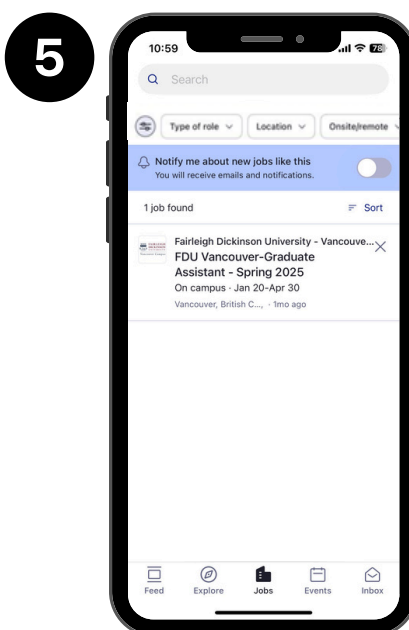 5
10:59
78
Search
Type of role
Location
Onsite/remote
Notify me about new jobs like this
You will receive emails and notifications.
1 job found
Sort
Fairleigh Dickinson University - Vancouve...
FDU Vancouver-Graduate
Assistant - Spring 2025
On campus · Jan 20-Apr 30
Vancouver, British C..., · 1mo ago
Feed
Explore
Jobs
Events
Inbox